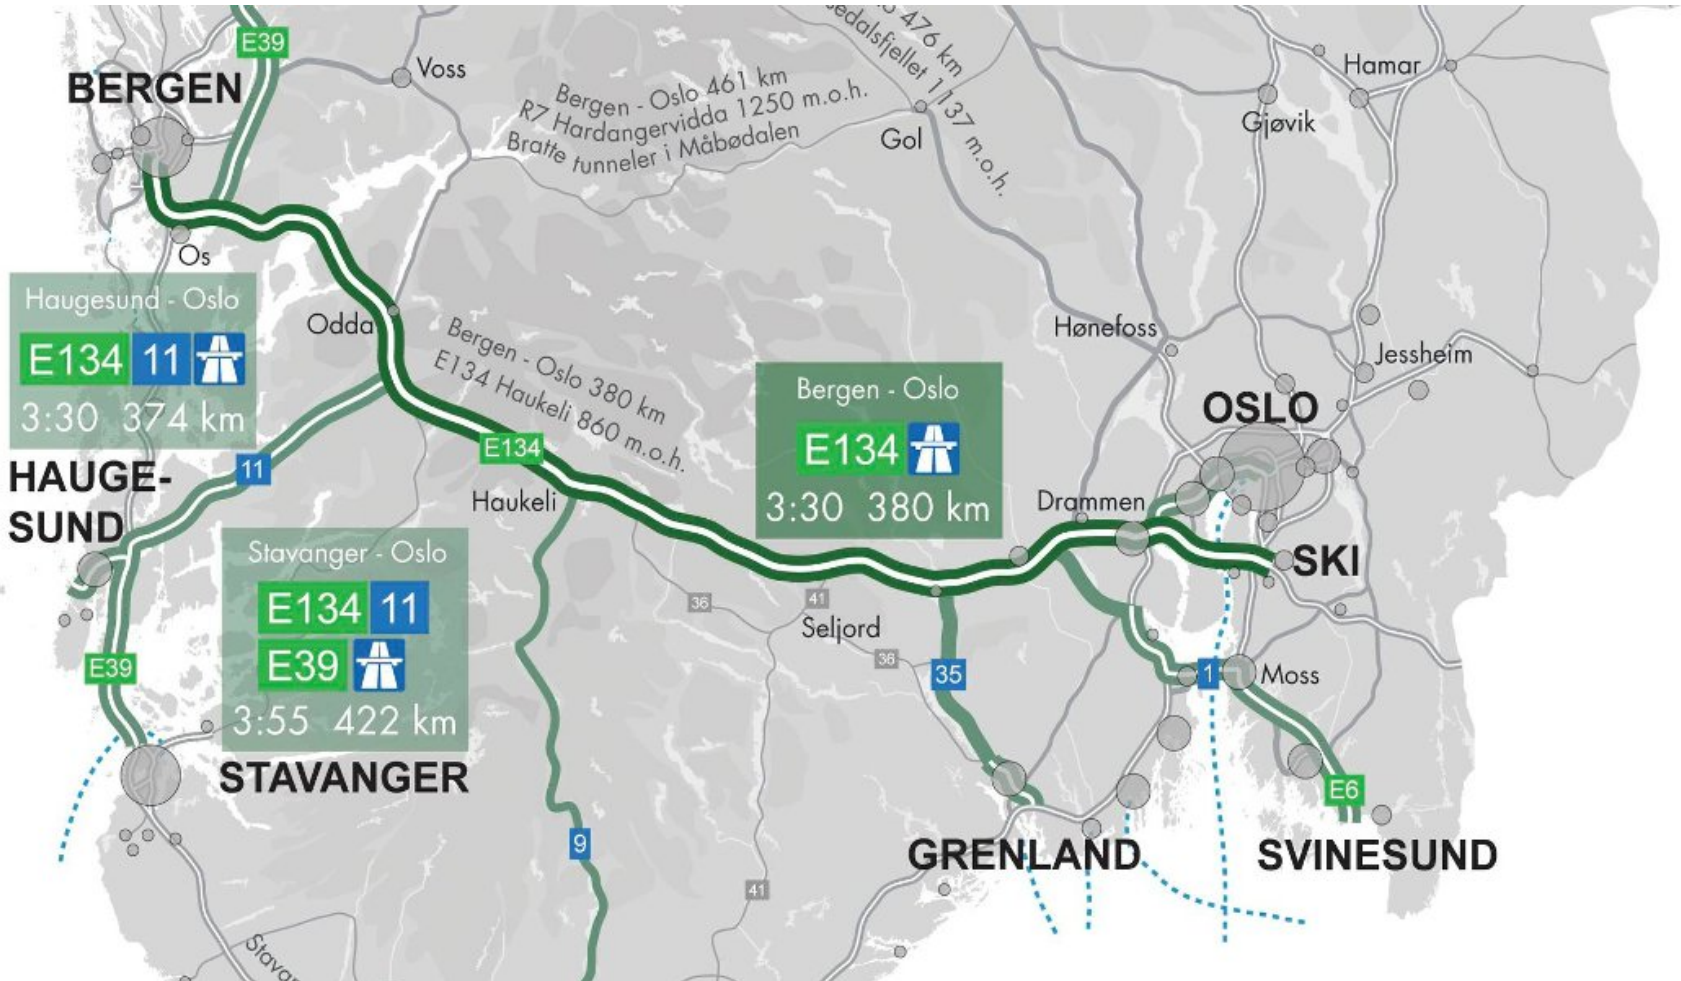 E39
BERGEN
Voss
Bergen - Oslo 461 km
R7 Hardangervidda 1250 m.o.h.
Bratte tunneler i Måbødalen
476 km
1137 m.o.h.
Gol
Hamar
Gjøvik
Os
Haugesund - Oslo
E134 11
3:30 374 km
Odda
Bergen - Oslo 380 km
E134 Haukeli 860 m.o.h.
Hønefoss
Jessheim
Bergen - Oslo
E134
3:30 380 km
OSLO
E134
11
HAUGE-
SUND
Haukeli
Drammen
SKI
Stavanger - Oslo
E134 11
E39
3:55 422 km
36
41
Seljord
36
E39
35
1
Moss
STAVANGER
E6
9
GRENLAND
SVINESUND
41